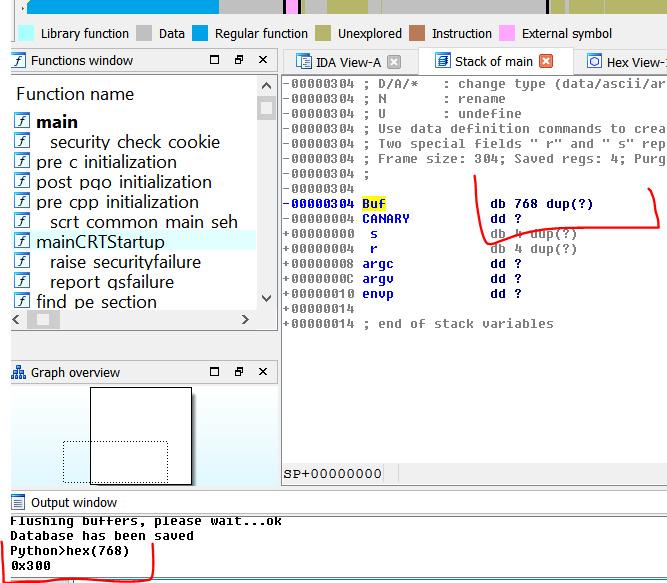 Library function Data Regular function Unexplored Instruction External symbol
Functions window
IDA View-A Stack of main Hex View-
Function name
main
security check cookie
pre c initialization
post pgo initialization
pre cpp initialization
scrt common main seh
mainCRTStartup
raise securityfailure
report gsfailure
find pe section
-00000304 ; D/A/* : change type (data/ascii/ar
-00000304 ; N : rename
-00000304 ; U : undefine
-00000304 ; Use data definition commands to crea
-00000304 ; Two special fields " r" and " s" rep
-00000304 ; Frame size: 304; Saved regs: 4; Purg
-00000304 ;
-00000304
-00000304 Buf db 768 dup(?)
-00000004 CANARY dd ?
+00000000 s db 4 dup(?)
+00000004 r db 4 dup(?)
+00000008 argc dd ?
+0000000C argv dd ?
+00000010 envp dd ?
+00000014
+00000014 ; end of stack variables
Graph overview
SP+00000000
Output window
Flushing buffers, please wait...ok
Database has been saved
Python>hex(768)
0x300